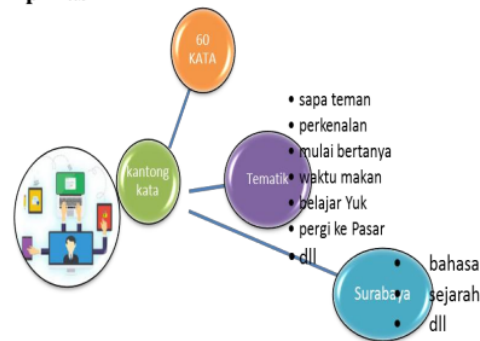 60
KATA
kantong
kata
Tematik
• sapa teman
• perkenalan
• mulai bertanya
• waktu makan
• belajar Yuk
• pergi ke Pasar
• dll
Surabaya
• bahasa
• sejarah
• dll